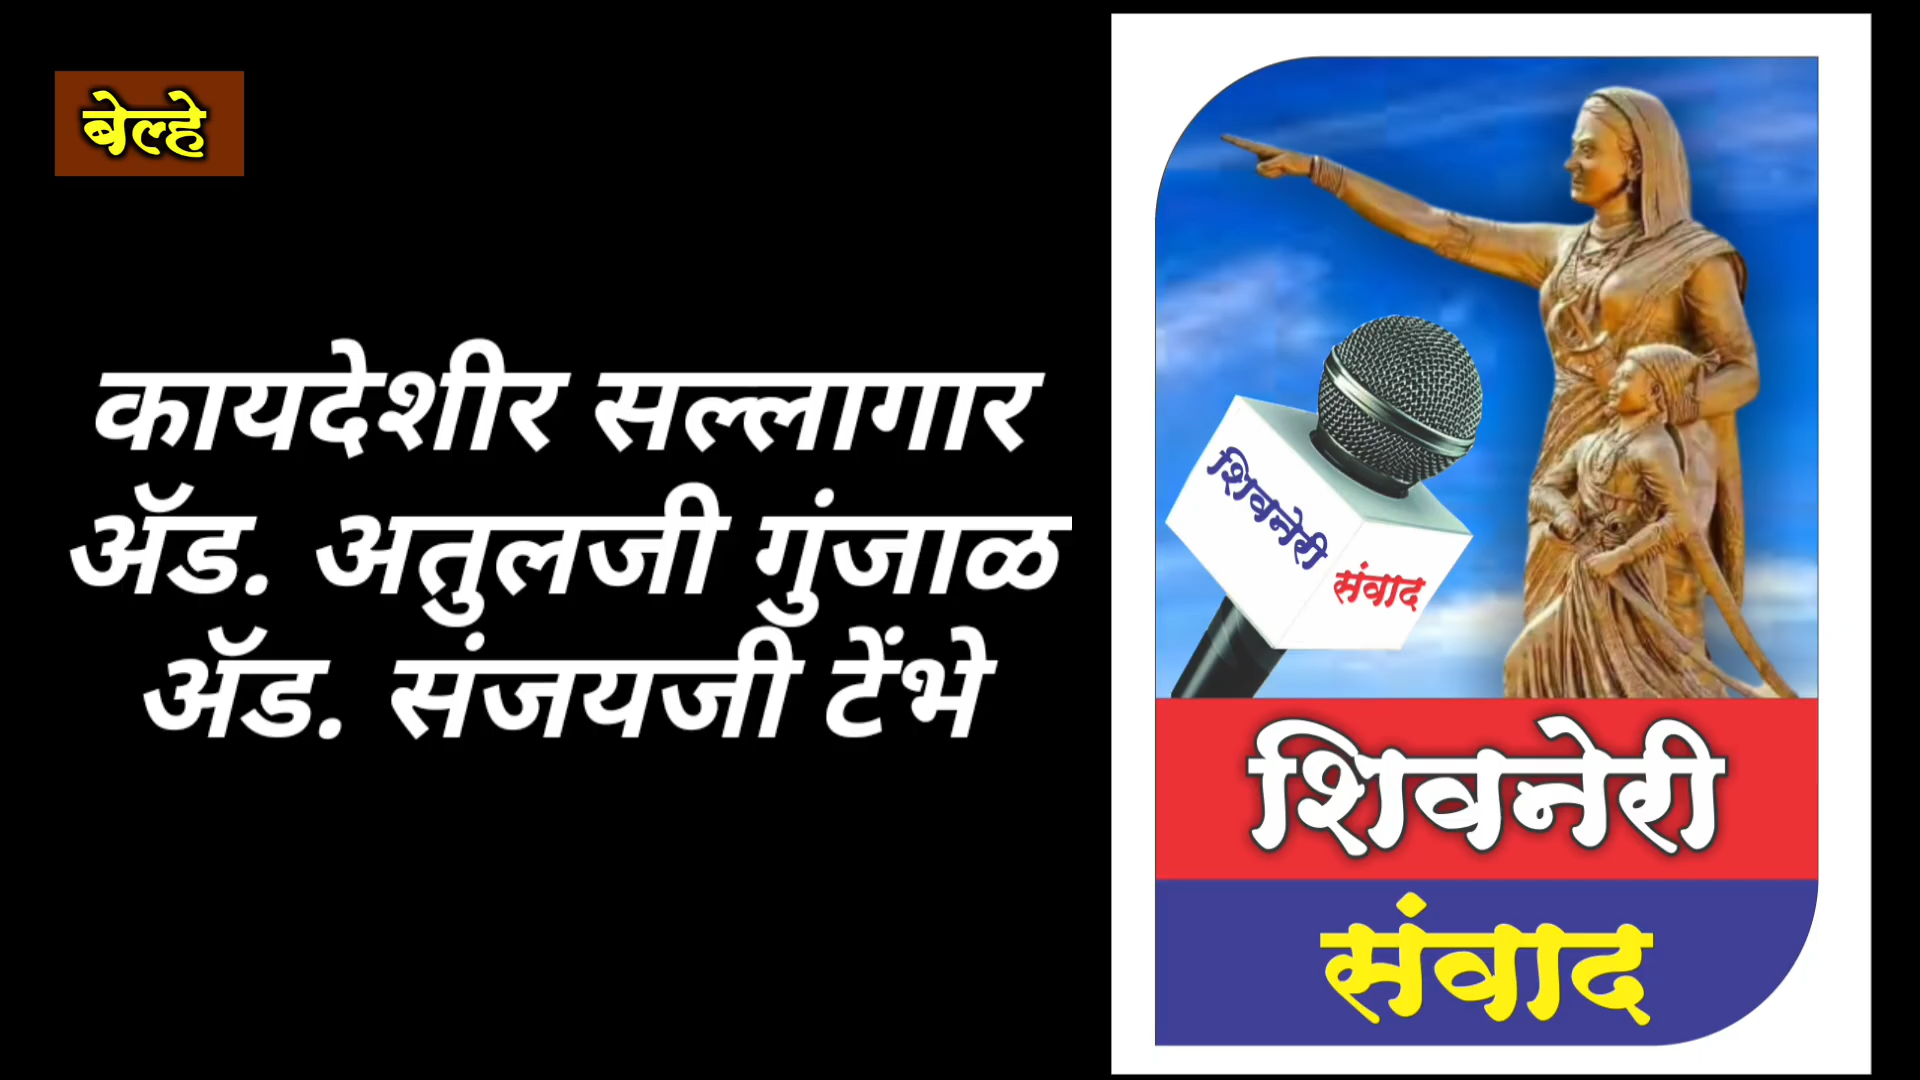 बेल्हे
कायदेशीर सल्लागार
ॲड. अतुलजी गुंजाळ
ॲड. संजयजी टेंभे
शिवनेरी
संवाद
शिवनेरी
संवाद